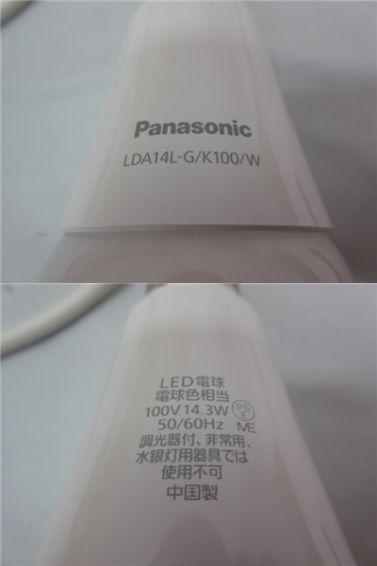 Panasonic
LDA14L-G/K100/W
LED電球
電球色相当
100V 14.3W PS E
50/60Hz ME
調光器付、非常用、
水銀灯用器具では
使用不可
中国製